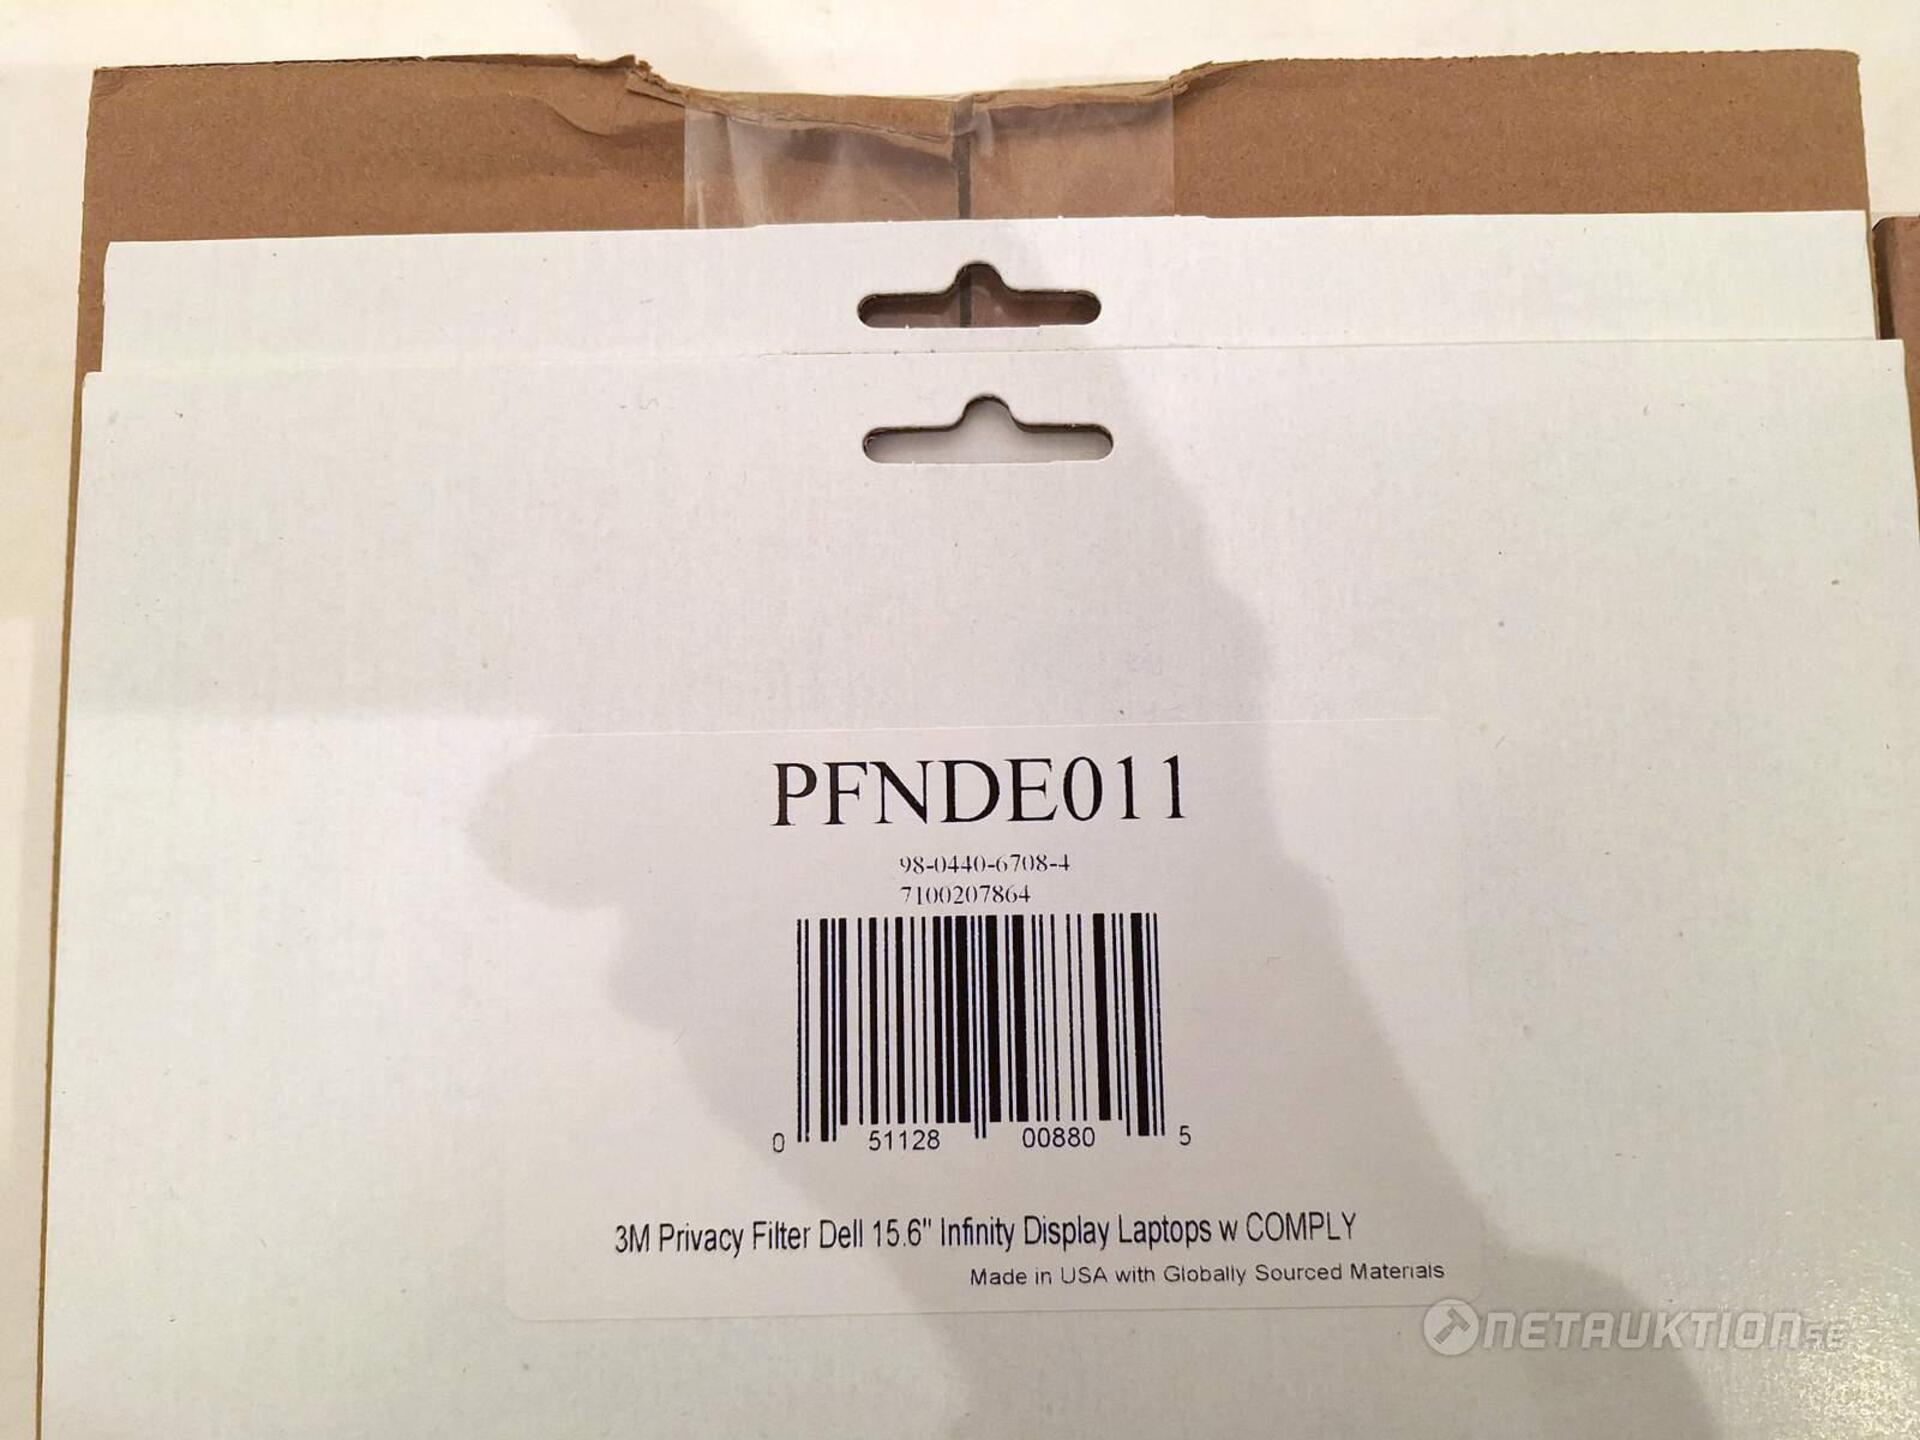 PFNDE011
98-0440-6708-4
7100207864
0 51128 00880 5
3M Privacy Filter Dell 15.6" Infinity Display Laptops w COMPLY
Made in USA with Globally Sourced Materials
NETAUKTION.SE